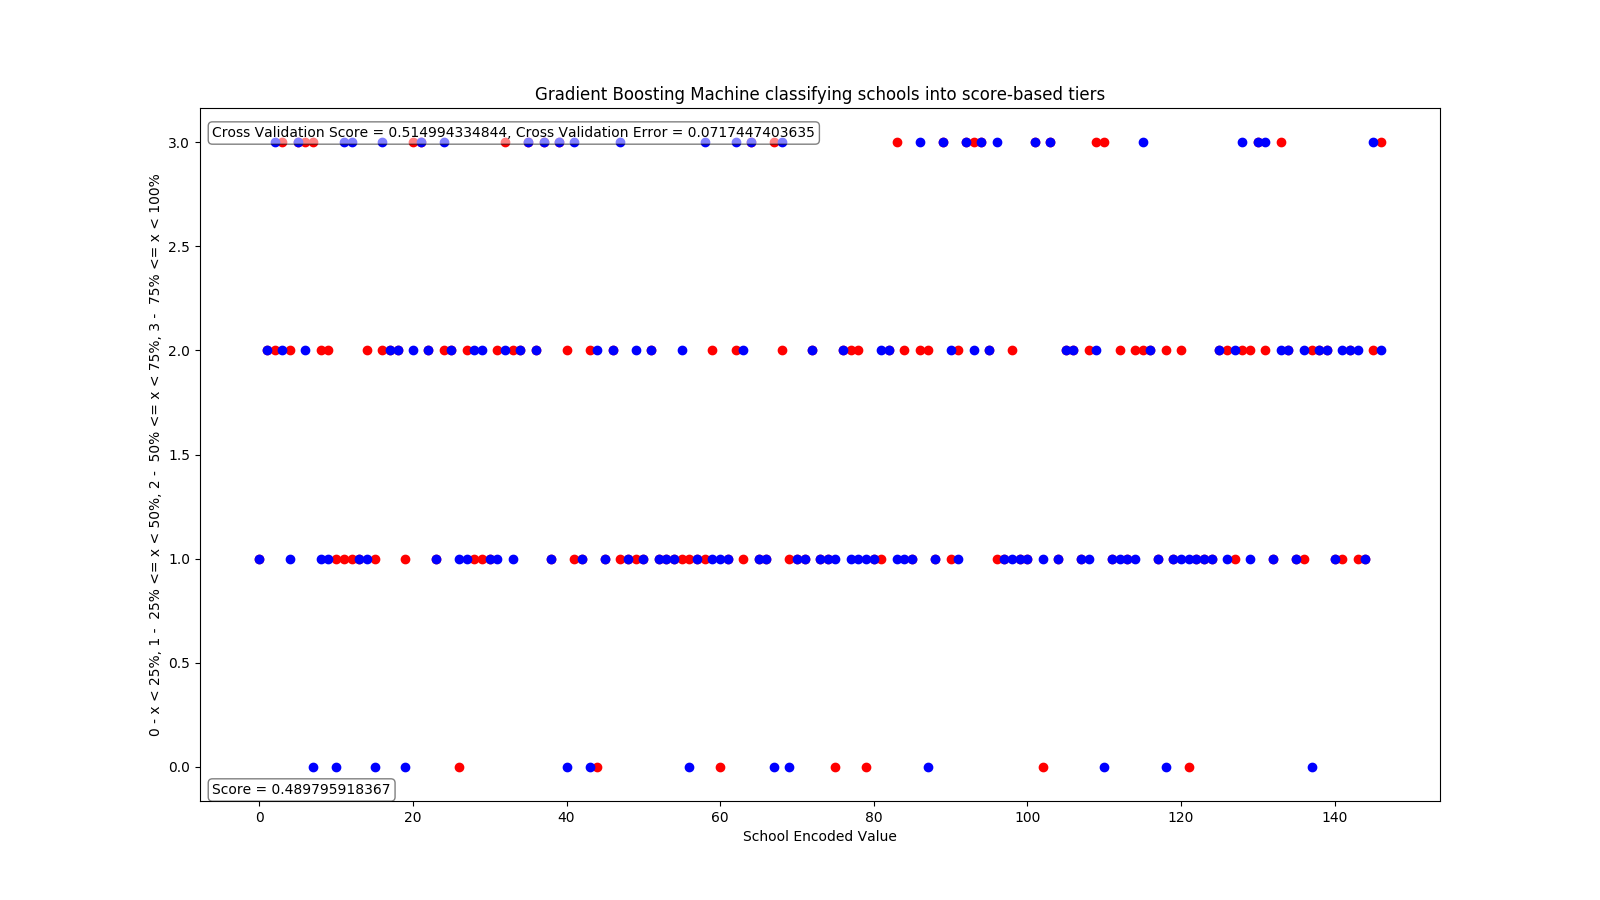 Gradient Boosting Machine classifying schools into score-based tiers
Cross Validation Score = 0.514994334844, Cross Validation Error = 0.0717447403635
3.0
2.5
2.0
1.5
1.0
0.5
0.0
0 - x < 25%, 1 -  25% <= x < 50%, 2 -  50% <= x < 75%, 3 -  75% <= x < 100%
Score = 0.489795918367
0 20 40 60 80 100 120 140
School Encoded Value